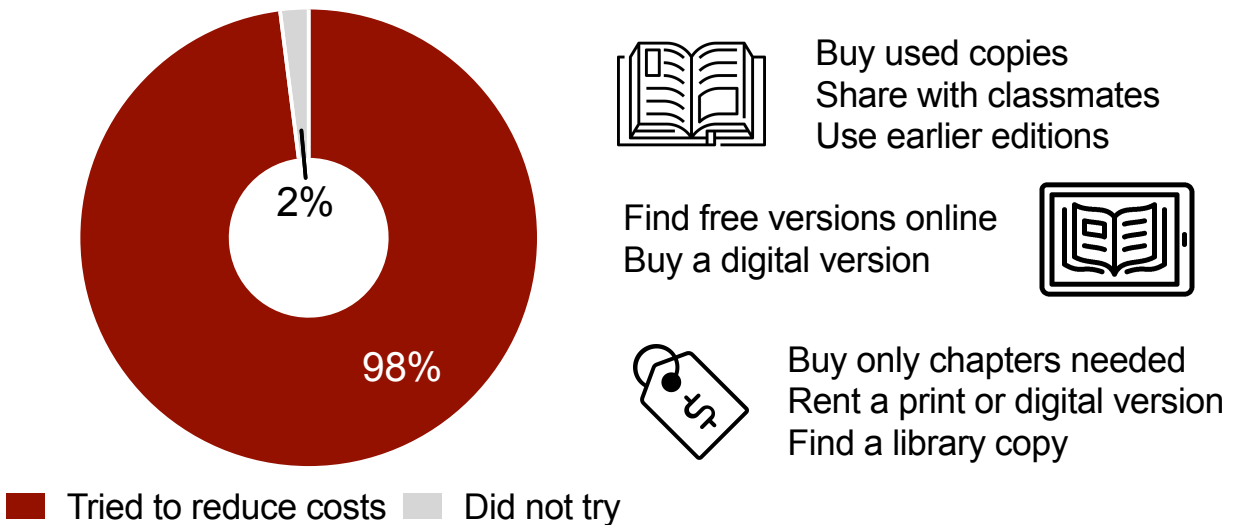 2%
98%
Tried to reduce costs
Did not try
Buy used copies
Share with classmates
Use earlier editions
Find free versions online
Buy a digital version
$
Buy only chapters needed
Rent a print or digital version
Find a library copy